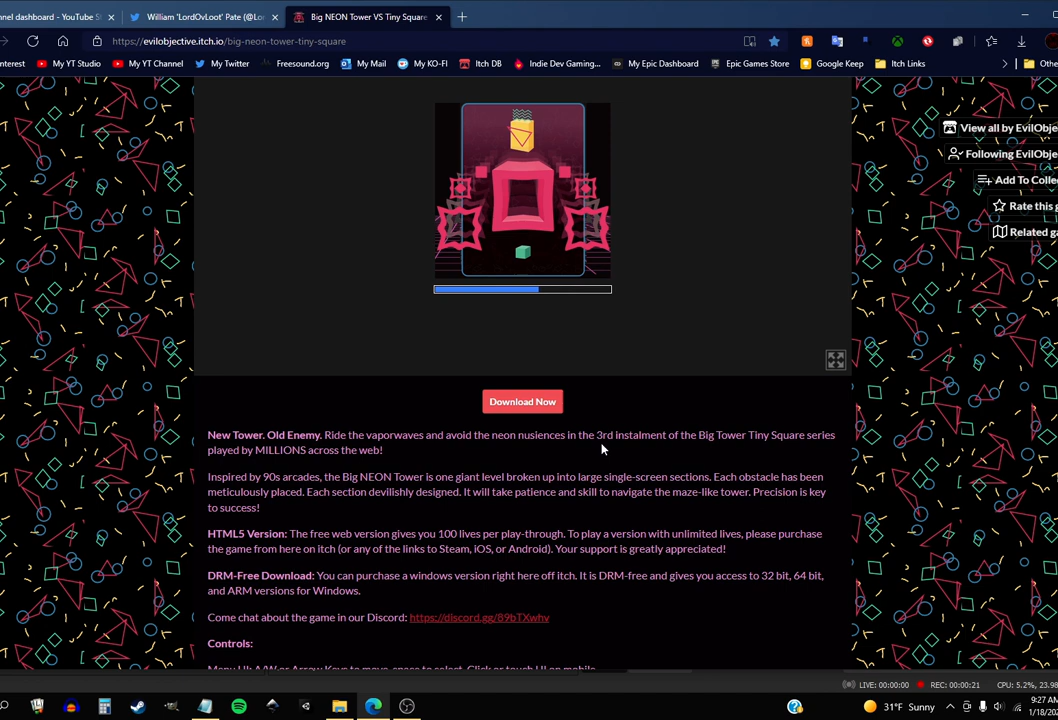 nnel dashboard - YouTube S
William 'LordOvLoot' Pate (@Lo
Big NEON Tower VS Tiny Square
https://evilobjective.itch.io/big-neon-tower-tiny-square
interest
My YT Studio
My YT Channel
My Twitter
Freesound.org
My Mail
My KO-FI
Itch DB
Indie Dev Gaming...
My Epic Dashboard
Epic Games Store
Google Keep
Itch Links
Othe
View all by EvilObje
Following EvilObje
Add To Colle
Rate this g
Related ga
Download Now
New Tower. Old Enemy. Ride the vaporwaves and avoid the neon nusiences in the 3rd instalment of the Big Tower Tiny Square series
played by MILLIONS across the web!
Inspired by 90s arcades, the Big NEON Tower is one giant level broken up into large single-screen sections. Each obstacle has been
meticulously placed. Each section devilishly designed. It will take patience and skill to navigate the maze-like tower. Precision is key
to success!
HTML5 Version: The free web version gives you 100 lives per play-through. To play a version with unlimited lives, please purchase
the game from here on itch (or any of the links to Steam, iOS, or Android). Your support is greatly appreciated!
DRM-Free Download: You can purchase a windows version right here off itch. It is DRM-free and gives you access to 32 bit, 64 bit,
and ARM versions for Windows.
Come chat about the game in our Discord: https://discord.gg/89bTXwhv
Controls:
LIVE: 00:00:00
REC: 00:00:21
CPU: 5.2%, 23.98
31°F Sunny
9:27 AM
1/18/202